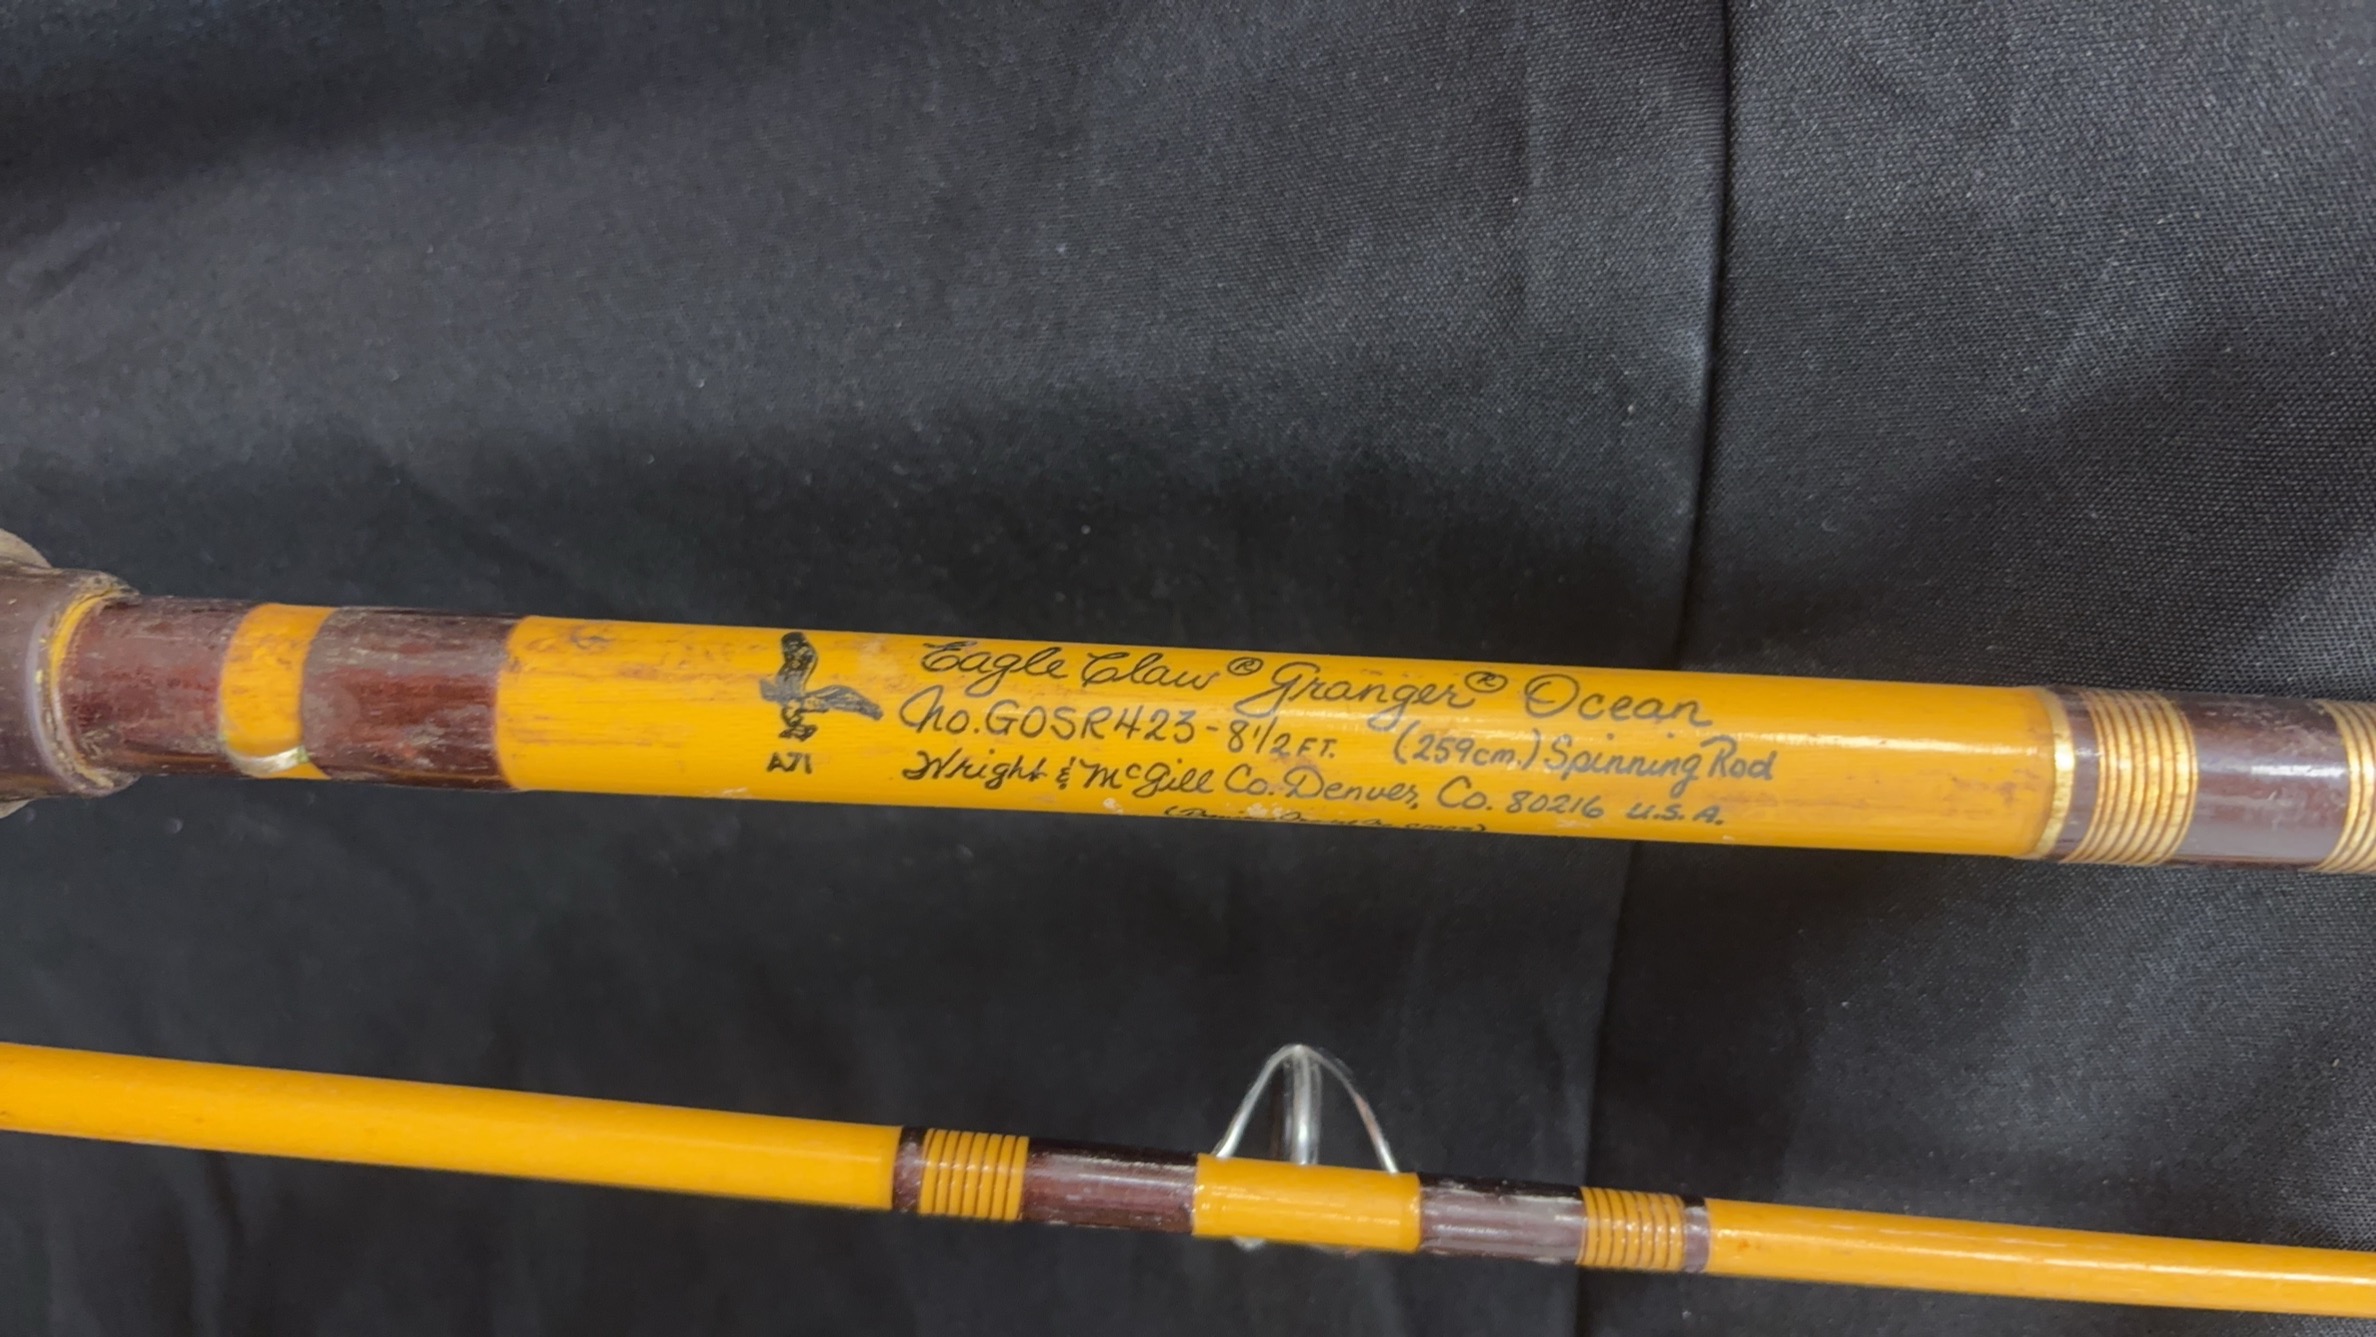 Eagle Claw® Granger® Ocean
No. GOSR423-8 1/2 FT. (259cm.) Spinning Rod
Wright & McGill Co. Denver, Co. 80216 U.S.A.
A71